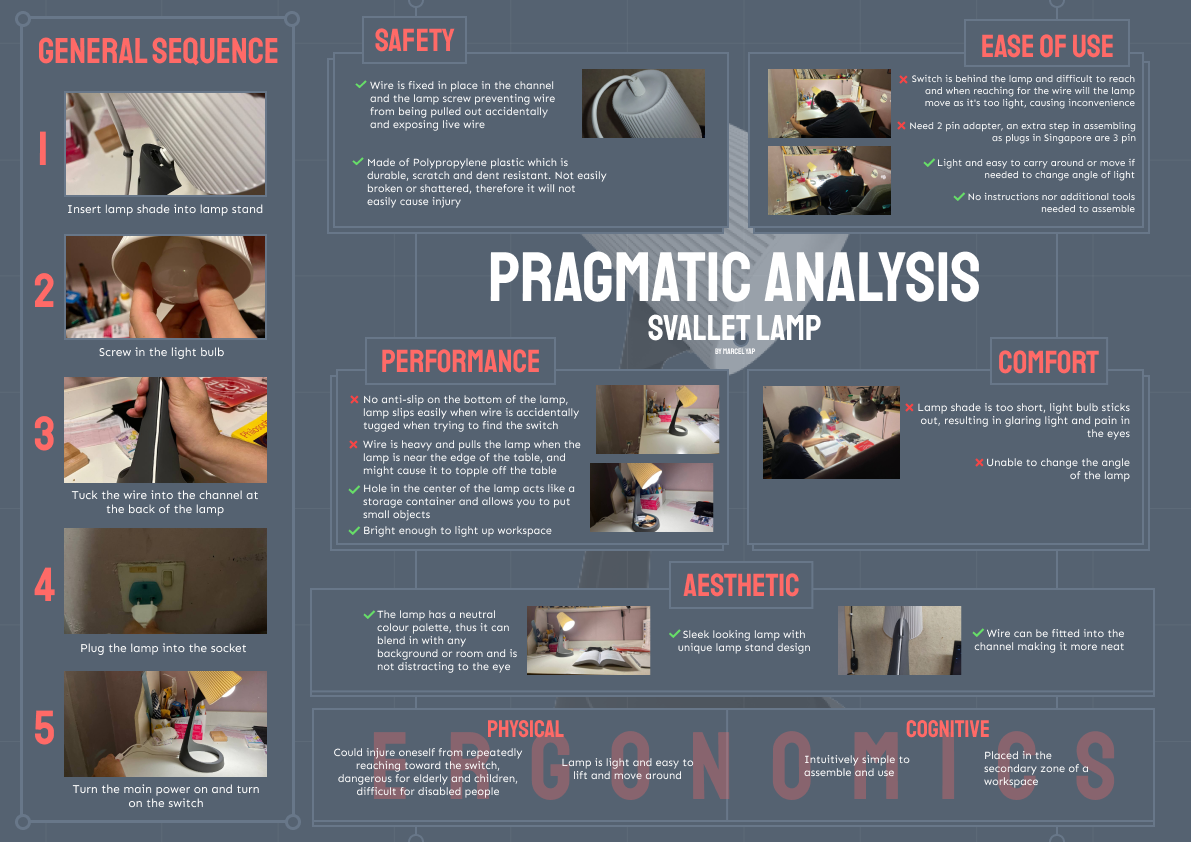 GENERAL SEQUENCE
1
Insert lamp shade into lamp stand
2
Screw in the light bulb
3
Tuck the wire into the channel at
the back of the lamp
4
Plug the lamp into the socket
5
Turn the main power on and turn
on the switch
SAFETY
Wire is fixed in place in the channel
and the lamp screw preventing wire
from being pulled out accidentally
and exposing live wire
Made of Polypropylene plastic which is
durable, scratch and dent resistant. Not easily
broken or shattered, therefore it will not
easily cause injury
EASE OF USE
Switch is behind the lamp and difficult to reach
and when reaching for the wire will the lamp
move as it's too light, causing inconvenience
Need 2 pin adapter, an extra step in assembling
as plugs in Singapore are 3 pin
Light and easy to carry around or move if
needed to change angle of light
No instructions nor additional tools
needed to assemble
PRAGMATIC ANALYSIS
SVALLET LAMP
BY MARCEL YAP
PERFORMANCE
No anti-slip on the bottom of the lamp,
lamp slips easily when wire is accidentally
tugged when trying to find the switch
Wire is heavy and pulls the lamp when the
lamp is near the edge of the table, and
might cause it to topple off the table
Hole in the center of the lamp acts like a
storage container and allows you to put
small objects
Bright enough to light up workspace
COMFORT
Lamp shade is too short, light bulb sticks
out, resulting in glaring light and pain in
the eyes
Unable to change the angle
of the lamp
AESTHETIC
The lamp has a neutral
colour palette, thus it can
blend in with any
background or room and is
not distracting to the eye
Sleek looking lamp with
unique lamp stand design
Wire can be fitted into the
channel making it more neat
ERGONOMICS
PHYSICAL
Could injure oneself from repeatedly
reaching toward the switch,
dangerous for elderly and children,
difficult for disabled people
Lamp is light and easy to
lift and move around
COGNITIVE
Intuitively simple to
assemble and use
Placed in the
secondary zone of a
workspace